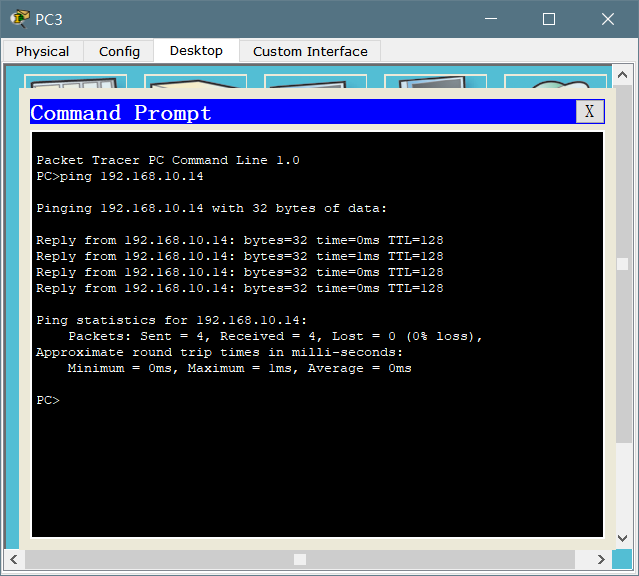 PC3
Physical Config Desktop Custom Interface
Command Prompt X
Packet Tracer PC Command Line 1.0
PC>ping 192.168.10.14
Pinging 192.168.10.14 with 32 bytes of data:
Reply from 192.168.10.14: bytes=32 time=0ms TTL=128
Reply from 192.168.10.14: bytes=32 time=1ms TTL=128
Reply from 192.168.10.14: bytes=32 time=0ms TTL=128
Reply from 192.168.10.14: bytes=32 time=0ms TTL=128
Ping statistics for 192.168.10.14:
    Packets: Sent = 4, Received = 4, Lost = 0 (0% loss),
Approximate round trip times in milli-seconds:
    Minimum = 0ms, Maximum = 1ms, Average = 0ms
PC>